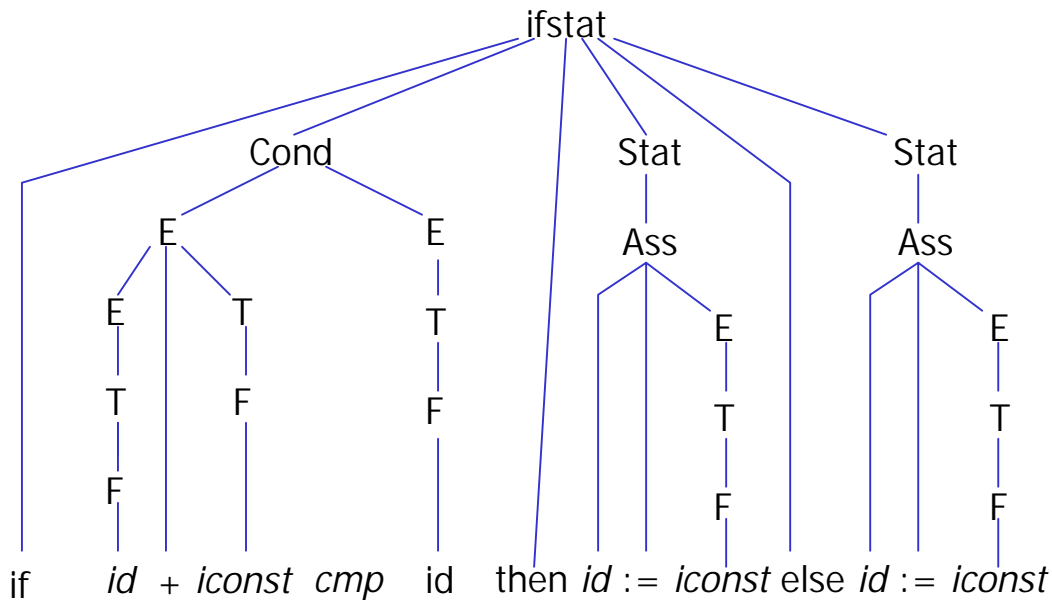 ifstat
Cond Stat Stat
E E Ass Ass
E T T E E
T F F T T
F F F
if id + iconst cmp id then id := iconst else id := iconst